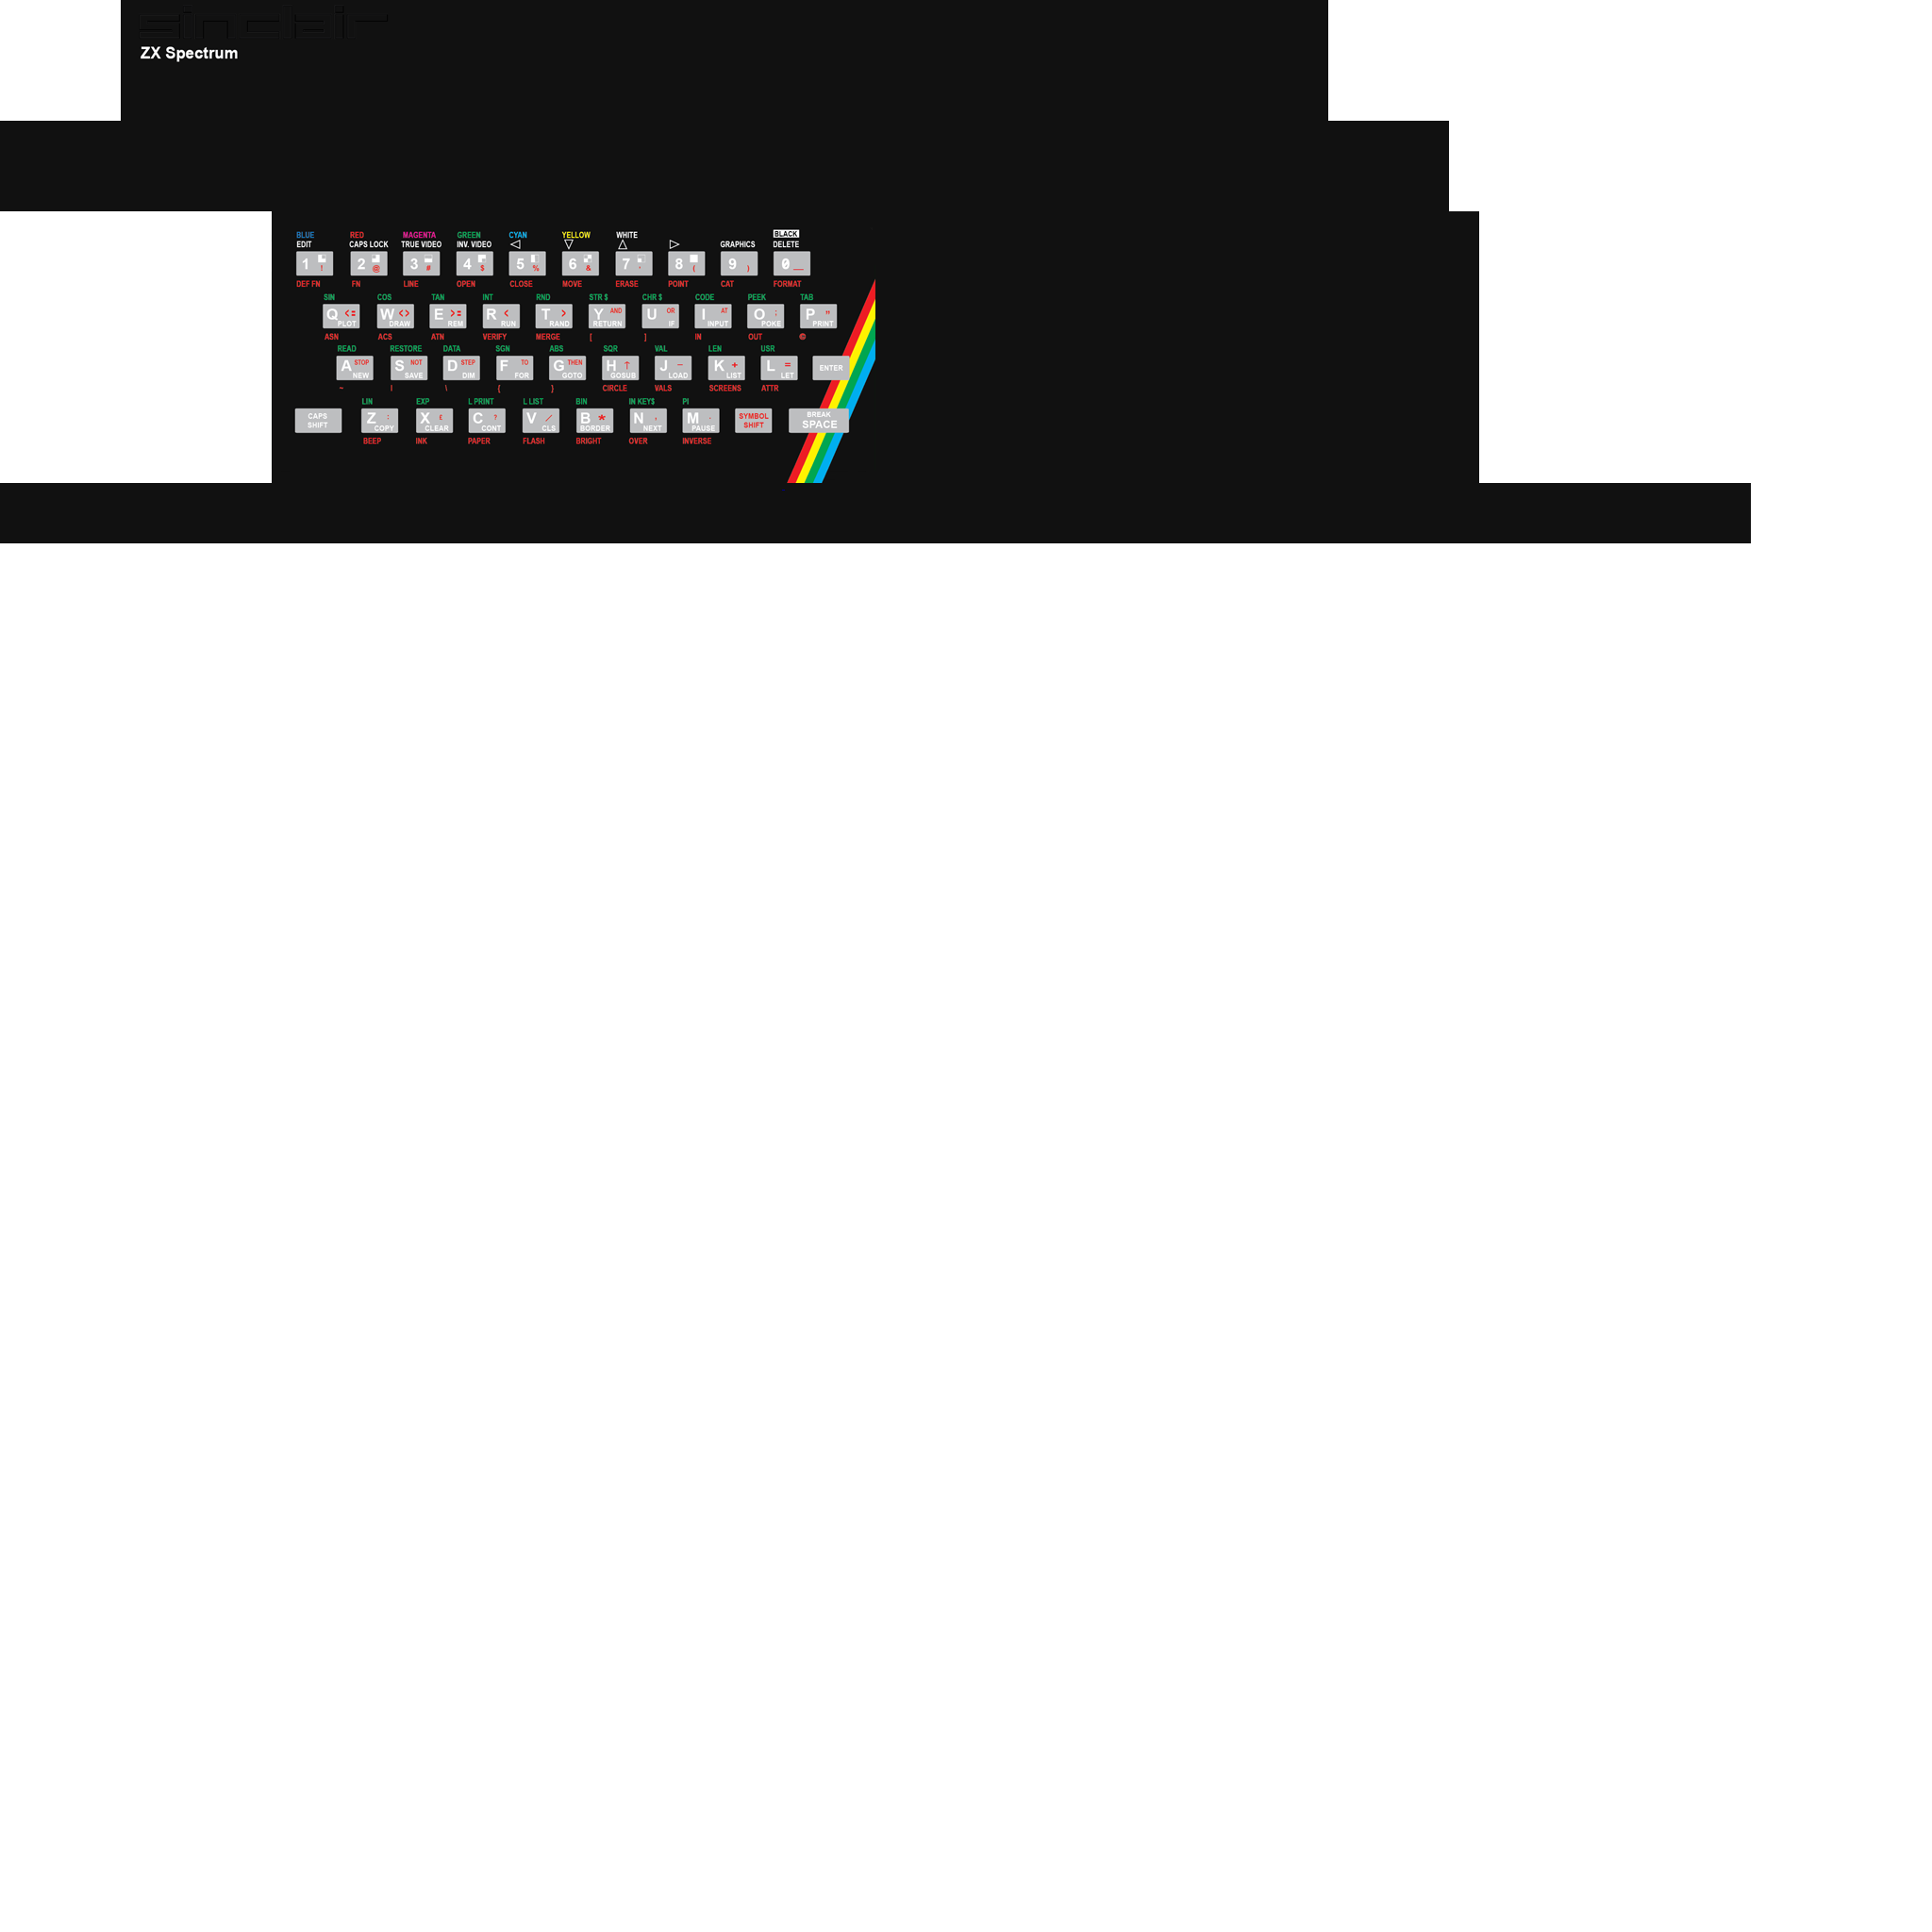 sinclair
ZX Spectrum
BLUE RED MAGENTA GREEN CYAN YELLOW WHITE BLACK
EDIT CAPS LOCK TRUE VIDEO INV. VIDEO GRAPHICS DELETE
1 ! 2 @ 3 # 4 $ 5 % 6 & 7 ' 8 ( 9 ) 0 _
DEF FN FN LINE OPEN CLOSE MOVE ERASE POINT CAT FORMAT
SIN COS TAN INT RND STR $ CHR $ CODE PEEK TAB
Q <= W <> E >= R < T > Y AND U OR I AT O ; P "
PLOT DRAW REM RUN RAND RETURN IF INPUT POKE PRINT
ASN ACS ATN VERIFY MERGE [ ] IN OUT ©
READ RESTORE DATA SGN ABS SQR VAL LEN USR
A STOP S NOT D STEP F TO G THEN H ↑ J − K + L = ENTER
NEW SAVE DIM FOR GOTO GOSUB LOAD LIST LET
~ | \ { } CIRCLE VALS SCREENS ATTR
LIN EXP L PRINT L LIST BIN IN KEY$ PI
CAPS Z : X £ C ? V / B * N , M . SYMBOL BREAK
SHIFT COPY CLEAR CONT CLS BORDER NEXT PAUSE SHIFT SPACE
BEEP INK PAPER FLASH BRIGHT OVER INVERSE